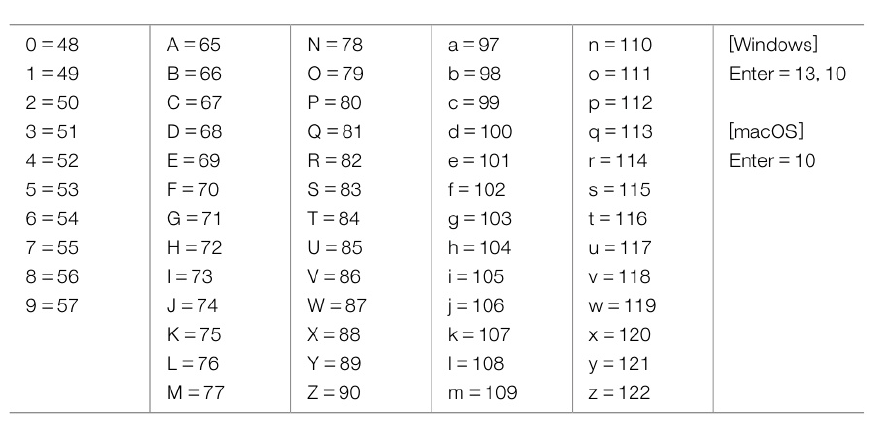 0 = 48
1 = 49
2 = 50
3 = 51
4 = 52
5 = 53
6 = 54
7 = 55
8 = 56
9 = 57
A = 65
B = 66
C = 67
D = 68
E = 69
F = 70
G = 71
H = 72
I = 73
J = 74
K = 75
L = 76
M = 77
N = 78
O = 79
P = 80
Q = 81
R = 82
S = 83
T = 84
U = 85
V = 86
W = 87
X = 88
Y = 89
Z = 90
a = 97
b = 98
c = 99
d = 100
e = 101
f = 102
g = 103
h = 104
i = 105
j = 106
k = 107
l = 108
m = 109
n = 110
o = 111
p = 112
q = 113
r = 114
s = 115
t = 116
u = 117
v = 118
w = 119
x = 120
y = 121
z = 122
[Windows]
Enter = 13, 10
[macOS]
Enter = 10